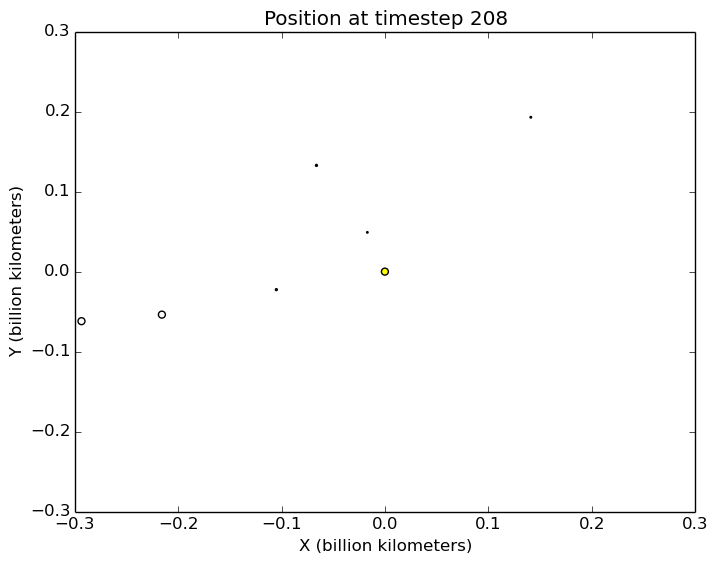 Position at timestep 208
0.3
0.2
0.1
0.0
−0.1
−0.2
−0.3
Y (billion kilometers)
−0.3 −0.2 −0.1 0.0 0.1 0.2 0.3
X (billion kilometers)